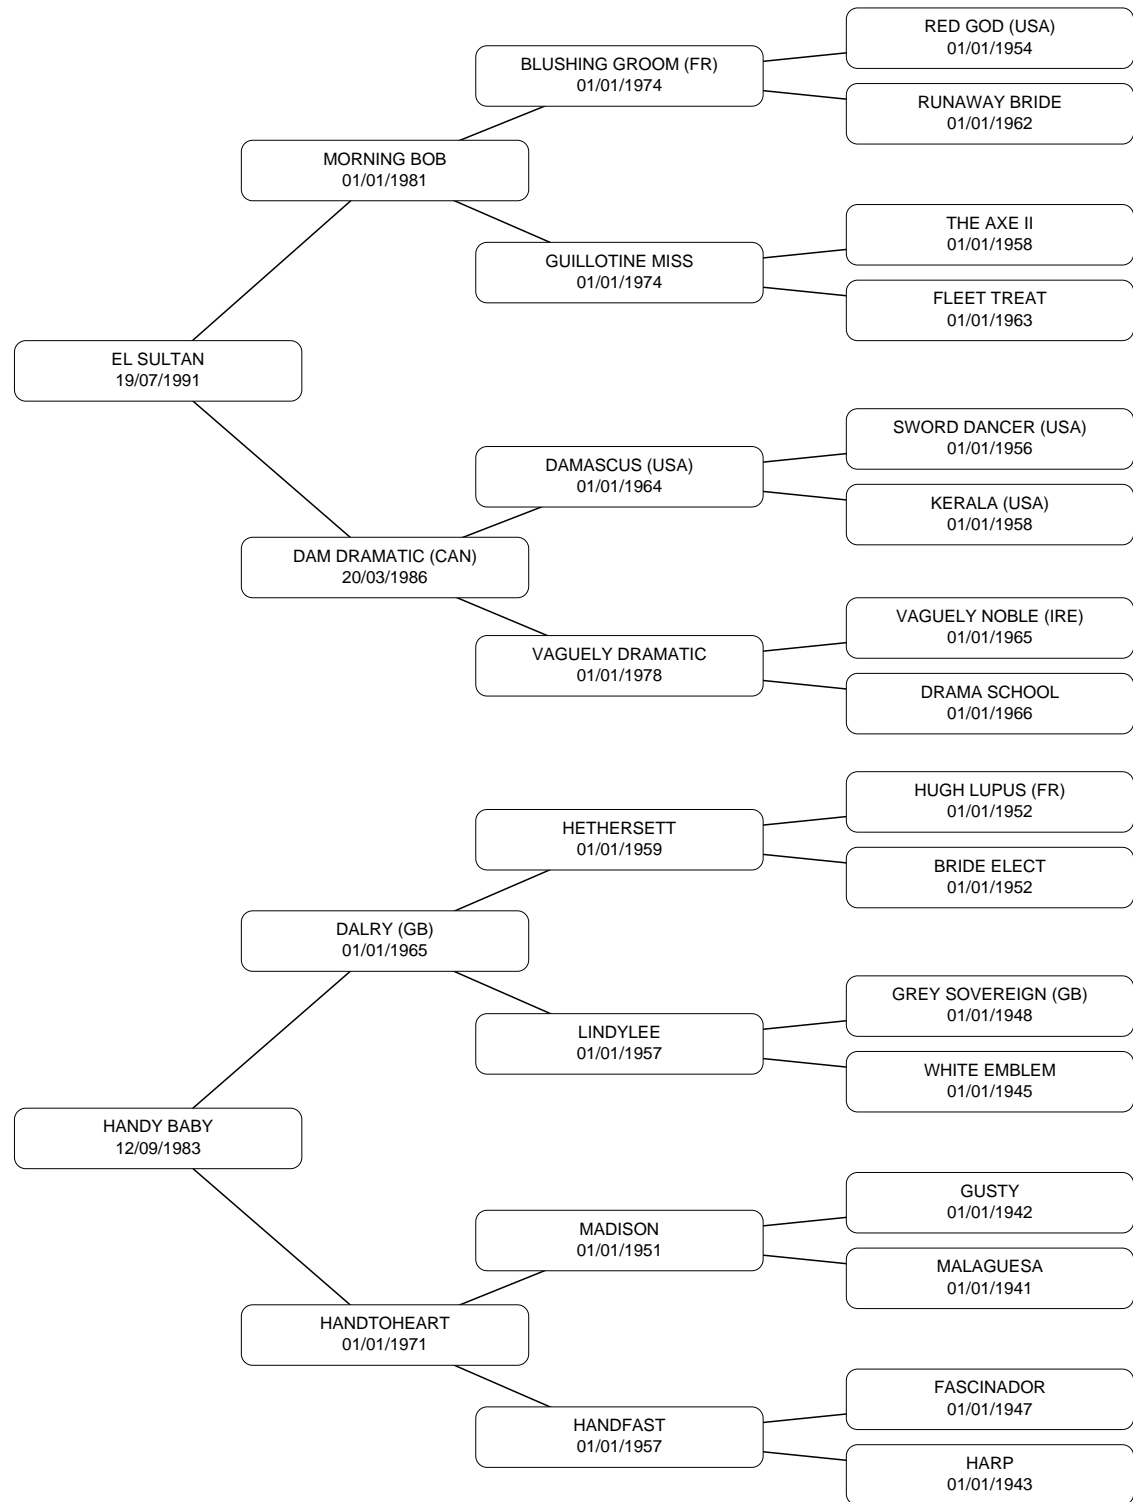 RED GOD (USA)
01/01/1954
BLUSHING GROOM (FR)
01/01/1974
RUNAWAY BRIDE
01/01/1962
MORNING BOB
01/01/1981
THE AXE II
01/01/1958
GUILLOTINE MISS
01/01/1974
FLEET TREAT
01/01/1963
EL SULTAN
19/07/1991
SWORD DANCER (USA)
01/01/1956
DAMASCUS (USA)
01/01/1964
KERALA (USA)
01/01/1958
DAM DRAMATIC (CAN)
20/03/1986
VAGUELY NOBLE (IRE)
01/01/1965
VAGUELY DRAMATIC
01/01/1978
DRAMA SCHOOL
01/01/1966
HUGH LUPUS (FR)
01/01/1952
HETHERSETT
01/01/1959
BRIDE ELECT
01/01/1952
DALRY (GB)
01/01/1965
GREY SOVEREIGN (GB)
01/01/1948
LINDYLEE
01/01/1957
WHITE EMBLEM
01/01/1945
HANDY BABY
12/09/1983
GUSTY
01/01/1942
MADISON
01/01/1951
MALAGUESA
01/01/1941
HANDTOHEART
01/01/1971
FASCINADOR
01/01/1947
HANDFAST
01/01/1957
HARP
01/01/1943